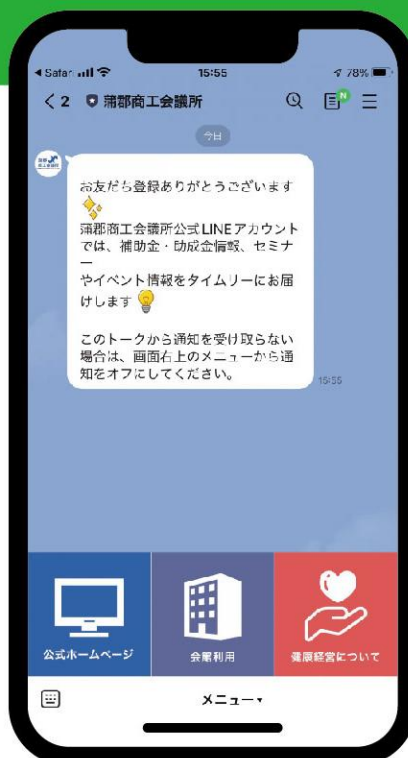 Safari 15:55 78%
2 蒲郡商工会議所 N
今日
お友だち登録ありがとうございます
蒲郡商工会議所公式LINEアカウント
では、補助金・助成金情報、セミナ
ー
やイベント情報をタイムリーにお届
けします
このトークから通知を受け取らない
場合は、画面右上のメニューから通
知をオフにしてください。
15:55
公式ホームページ 会館利用 健康経営について
メニュー